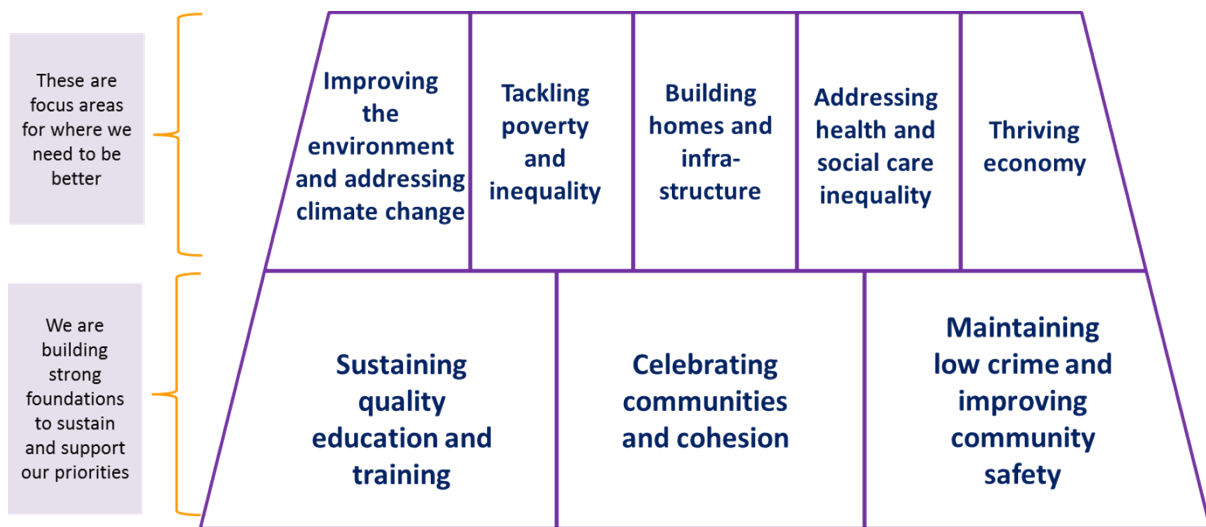 These are
focus areas
for where we
need to be
better
Improving
the
environment
and addressing
climate change
Tackling
poverty
and
inequality
Building
homes and
infra-
structure
Addressing
health and
social care
inequality
Thriving
economy
We are
building
strong
foundations
to sustain
and support
our priorities
Sustaining
quality
education and
training
Celebrating
communities
and cohesion
Maintaining
low crime and
improving
community
safety